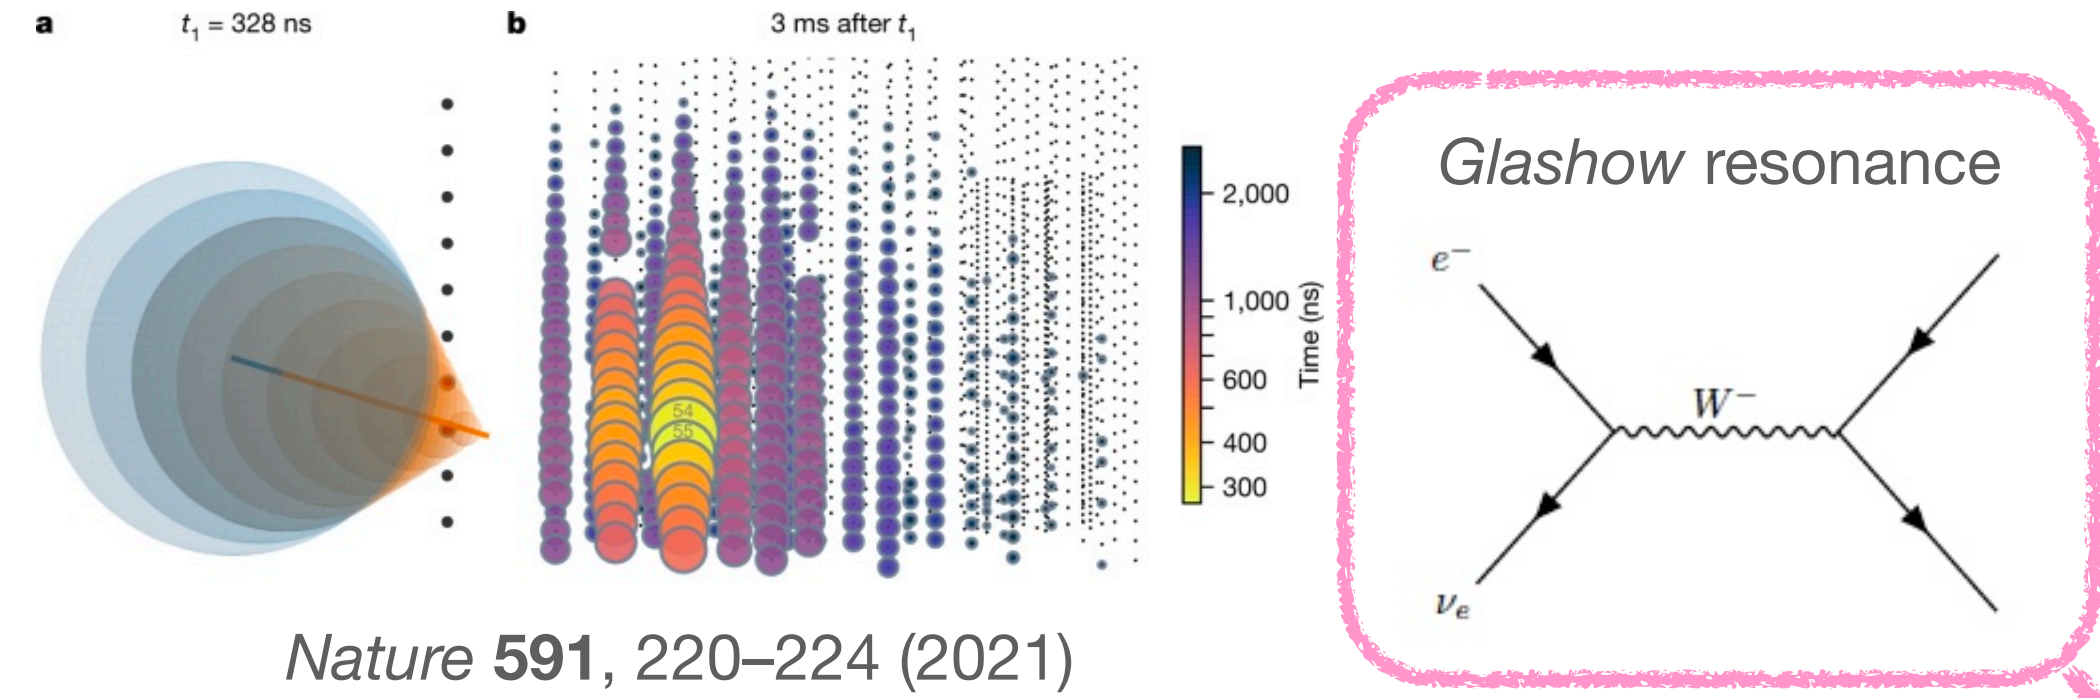 a
t₁ = 328 ns
b
3 ms after t₁
54
55
2,000
1,000
600
400
300
Time (ns)
Nature 591, 220–224 (2021)
Glashow resonance
e⁻
W⁻
νₑ